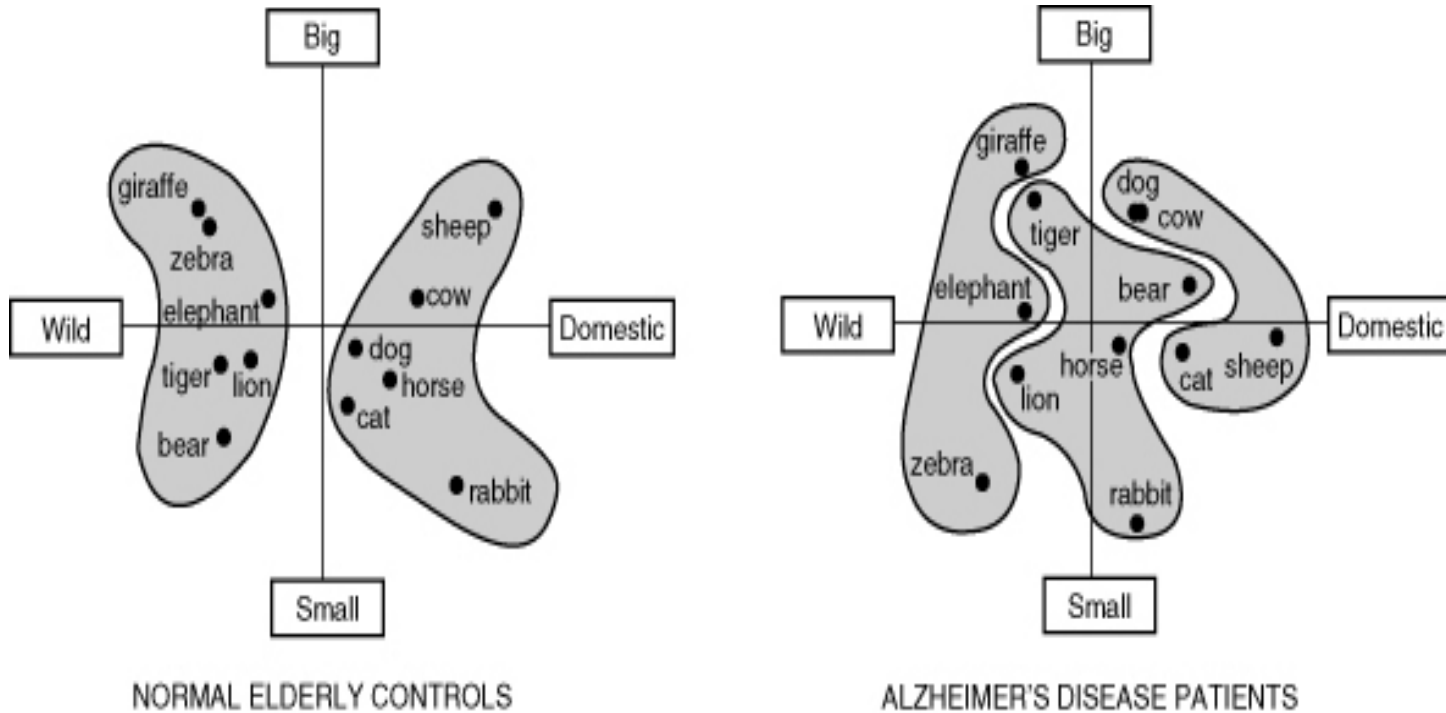 Big
giraffe
zebra
elephant
Wild
tiger
lion
bear
sheep
cow
Domestic
dog
horse
cat
rabbit
Small
NORMAL ELDERLY CONTROLS
Big
giraffe
dog
cow
tiger
elephant
bear
Wild
Domestic
horse
cat
sheep
lion
zebra
rabbit
Small
ALZHEIMER'S DISEASE PATIENTS